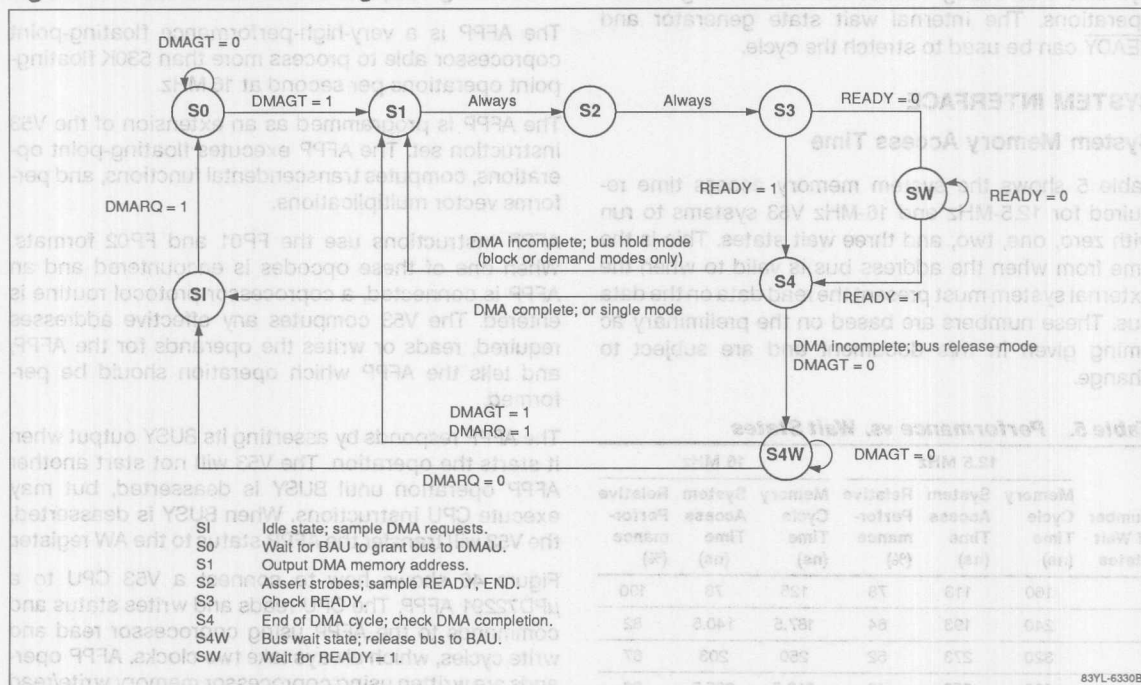 DMAGT = 0
S0
DMAGT = 1
S1
Always
S2
Always
S3
READY = 0
READY = 1
SW
READY = 0
DMARQ = 1
DMA Incomplete; bus hold mode
(block or demand modes only)
SI
S4
READY = 1
DMA complete; or single mode
DMA incomplete; bus release mode
DMAGT = 0
DMAGT = 1
DMARQ = 1
S4W
DMAGT = 0
DMARQ = 0
SI Idle state; sample DMA requests.
S0 Wait for BAU to grant bus to DMAU.
S1 Output DMA memory address.
S2 Assert strobes; sample READY, END.
S3 Check READY.
S4 End of DMA cycle; check DMA completion.
S4W Bus wait state; release bus to BAU.
SW Wait for READY = 1.
83YL-6330B